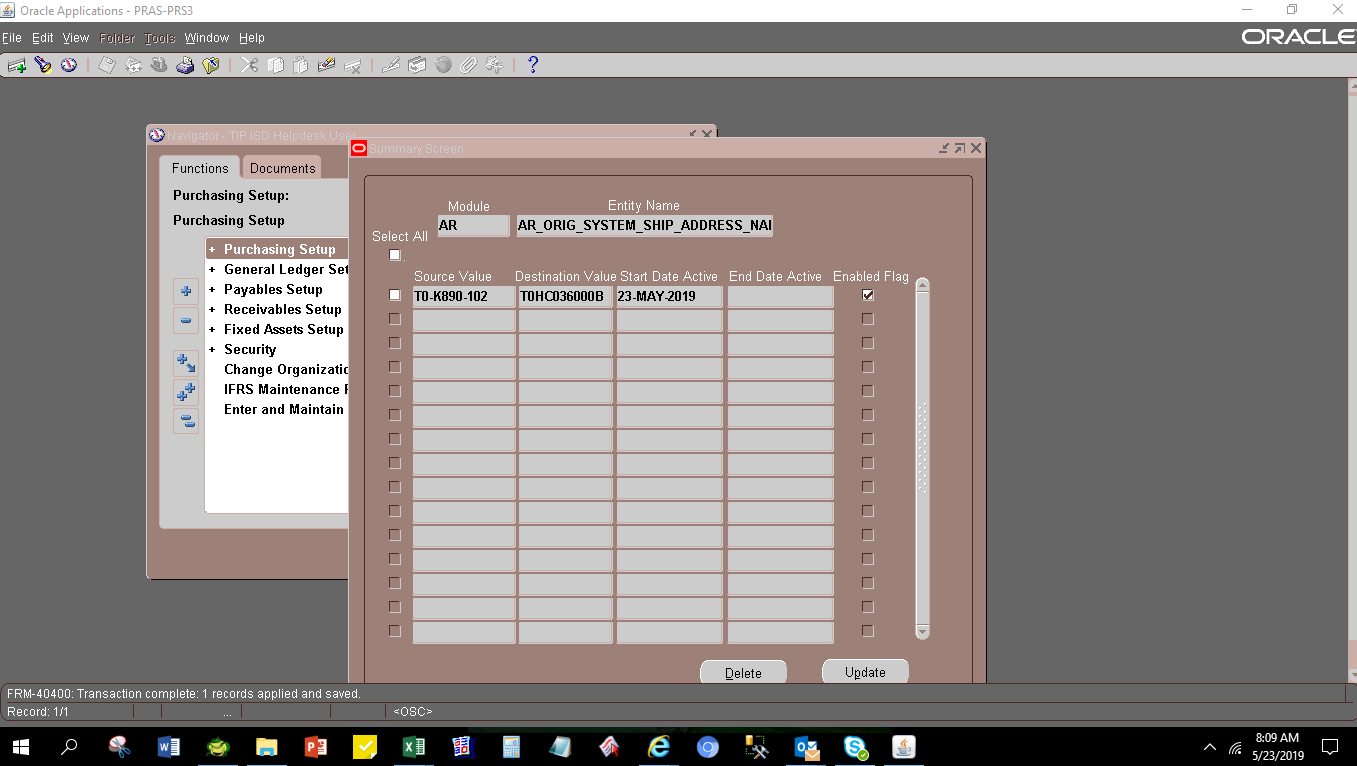 Oracle Applications - PRAS-PRS3
File Edit View Folder Tools Window Help
ORACLE
Navigator - TIP ISD Helpdesk User
Functions Documents
Purchasing Setup:
Purchasing Setup
+ Purchasing Setup
+ General Ledger Set
+ Payables Setup
+ Receivables Setup
+ Fixed Assets Setup
+ Security
Change Organizatio
IFRS Maintenance
Enter and Maintain
Summary Screen
Module Entity Name
AR AR_ORIG_SYSTEM_SHIP_ADDRESS_NAI
Select All
Source Value Destination Value Start Date Active End Date Active Enabled Flag
T0-K890-102 T0HC036000B 23-MAY-2019
Delete Update
FRM-40400: Transaction complete: 1 records applied and saved.
Record: 1/1 ... <OSC>
8:09 AM
5/23/2019